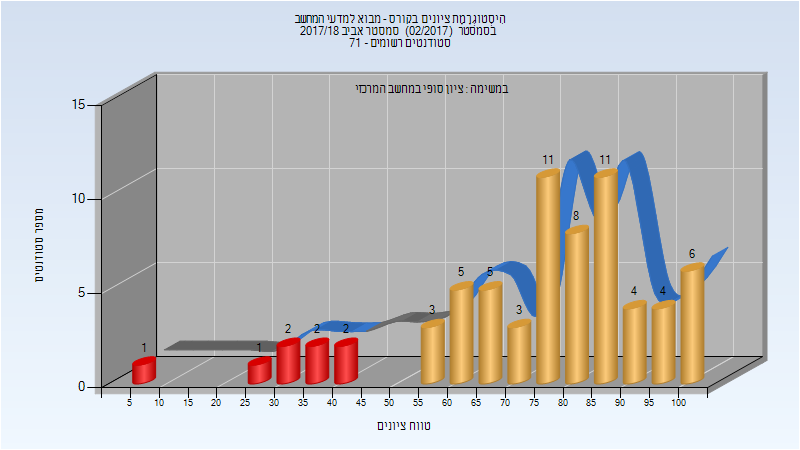 היסטוגרמת ציונים בקורס - מבוא למדעי המחשב
בסמסטר (02/2017) סמסטר אביב 2017/18
סטודנטים רשומים - 71
במשימה : ציון סופי במחשב המרכזי
מספר סטודנטים
15
10
5
0
1 1 2 2 2 3 5 5 3 11 8 11 4 4 6
5 10 15 20 25 30 35 40 45 50 55 60 65 70 75 80 85 90 95 100
טווח ציונים